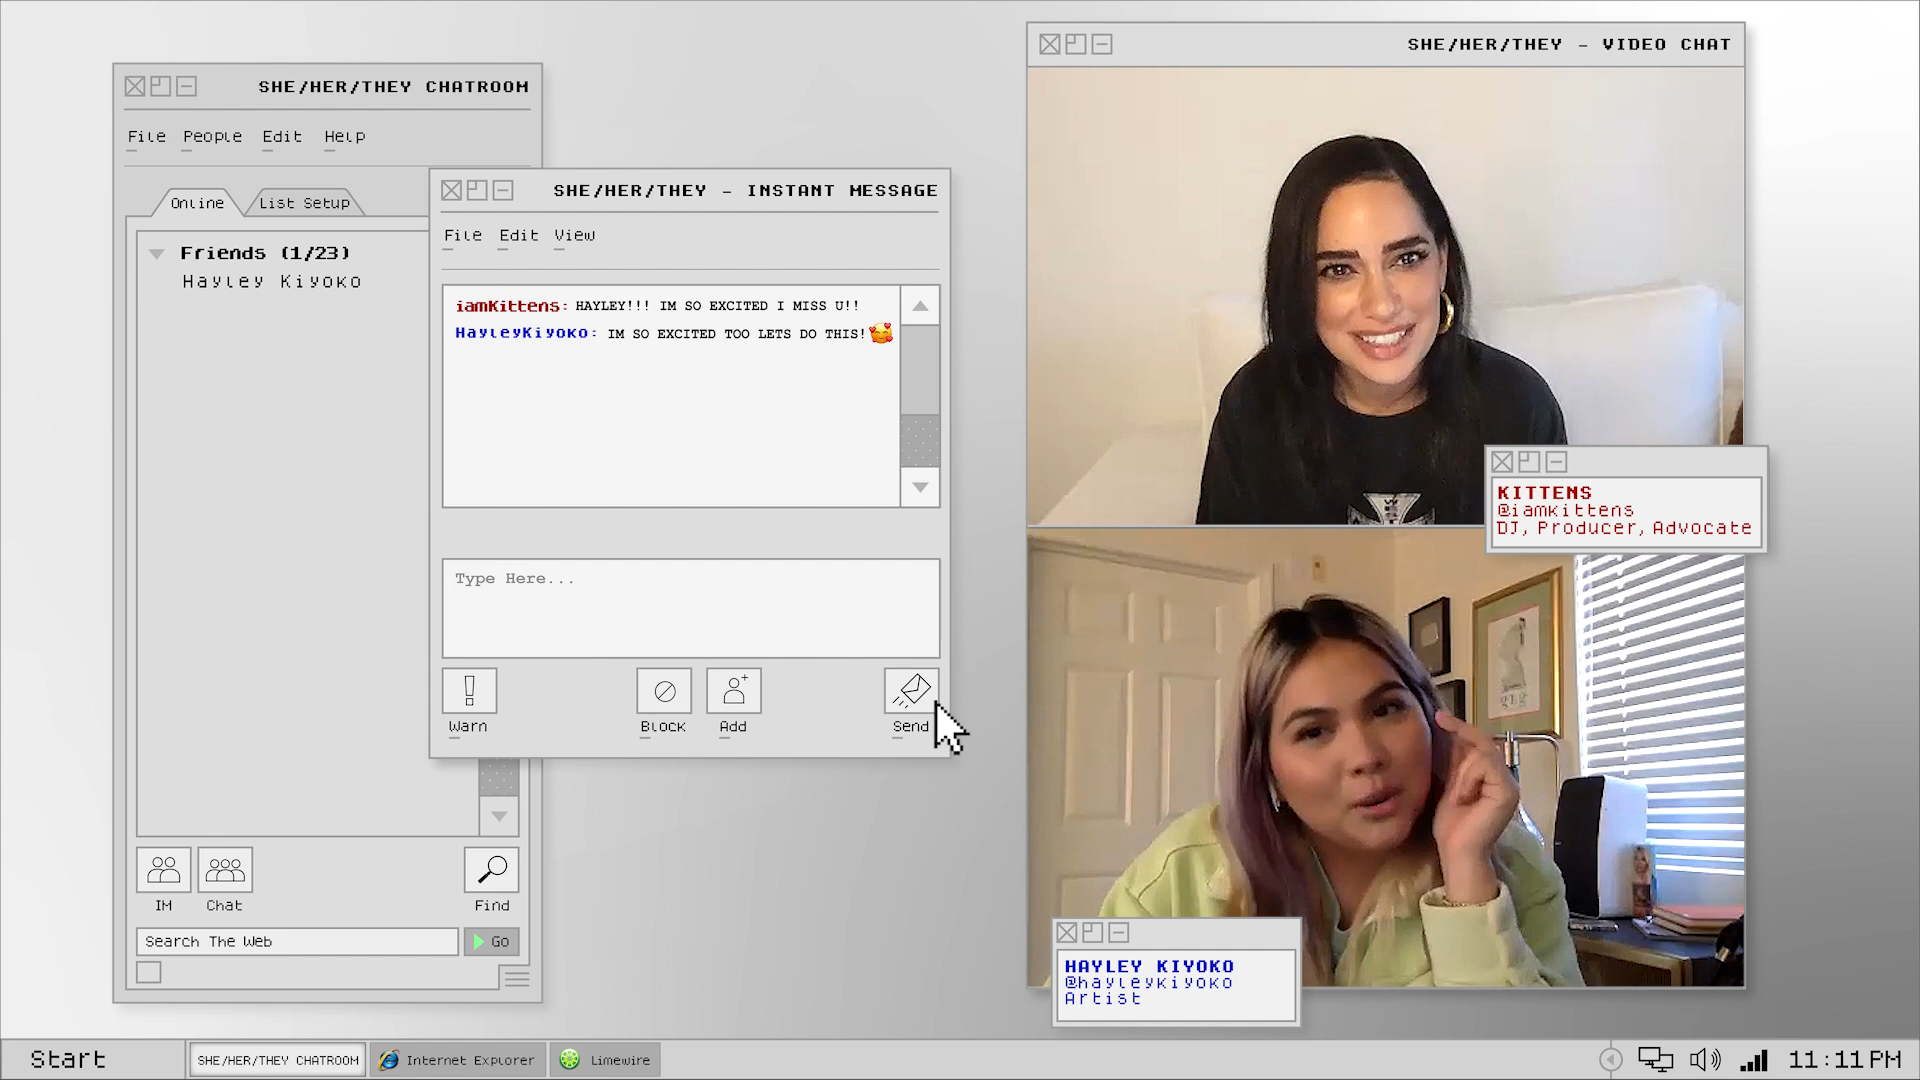 SHE/HER/THEY CHATROOM
File People Edit Help
Online List Setup
Friends (1/23)
Hayley Kiyoko
IM Chat Find
Search The Web Go
SHE/HER/THEY - INSTANT MESSAGE
File Edit View
iamKittens: HAYLEY!!! IM SO EXCITED I MISS U!!
HayleyKiyoko: IM SO EXCITED TOO LETS DO THIS!🥰
Type Here...
Warn Block Add Send
SHE/HER/THEY - VIDEO CHAT
KITTENS
@iamkittens
DJ, Producer, Advocate
HAYLEY KIYOKO
@hayleykiyoko
Artist
Start SHE/HER/THEY CHATROOM Internet Explorer Limewire 11:11 PM